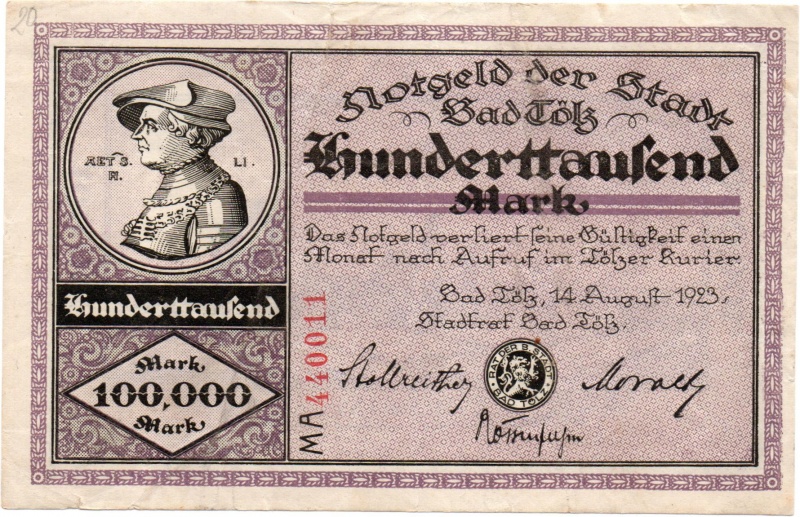 20
Notgeld der Stadt
Bad Tölz
Hunderttausend
Mark
Das Notgeld verliert seine Gültigkeit einen
Monat nach Aufruf im Tölzer Kurier
Bad Tölz, 14 August 1923.
Stadtrat Bad Tölz.
Stollreither
RAT DER B. STADT
BAD TÖLZ
MA 440011
AET S.
N.
LI.
Hunderttausend
Mark
100,000
Mark